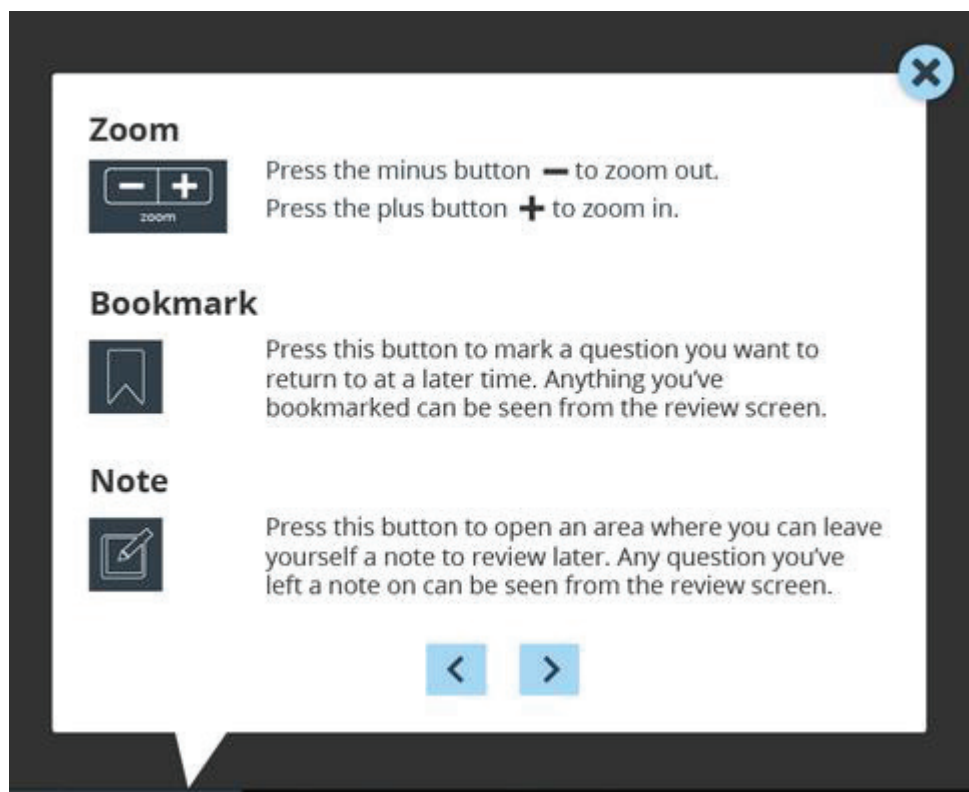 Zoom
zoom
Press the minus button − to zoom out.
Press the plus button + to zoom in.
Bookmark
Press this button to mark a question you want to
return to at a later time. Anything you've
bookmarked can be seen from the review screen.
Note
Press this button to open an area where you can leave
yourself a note to review later. Any question you've
left a note on can be seen from the review screen.